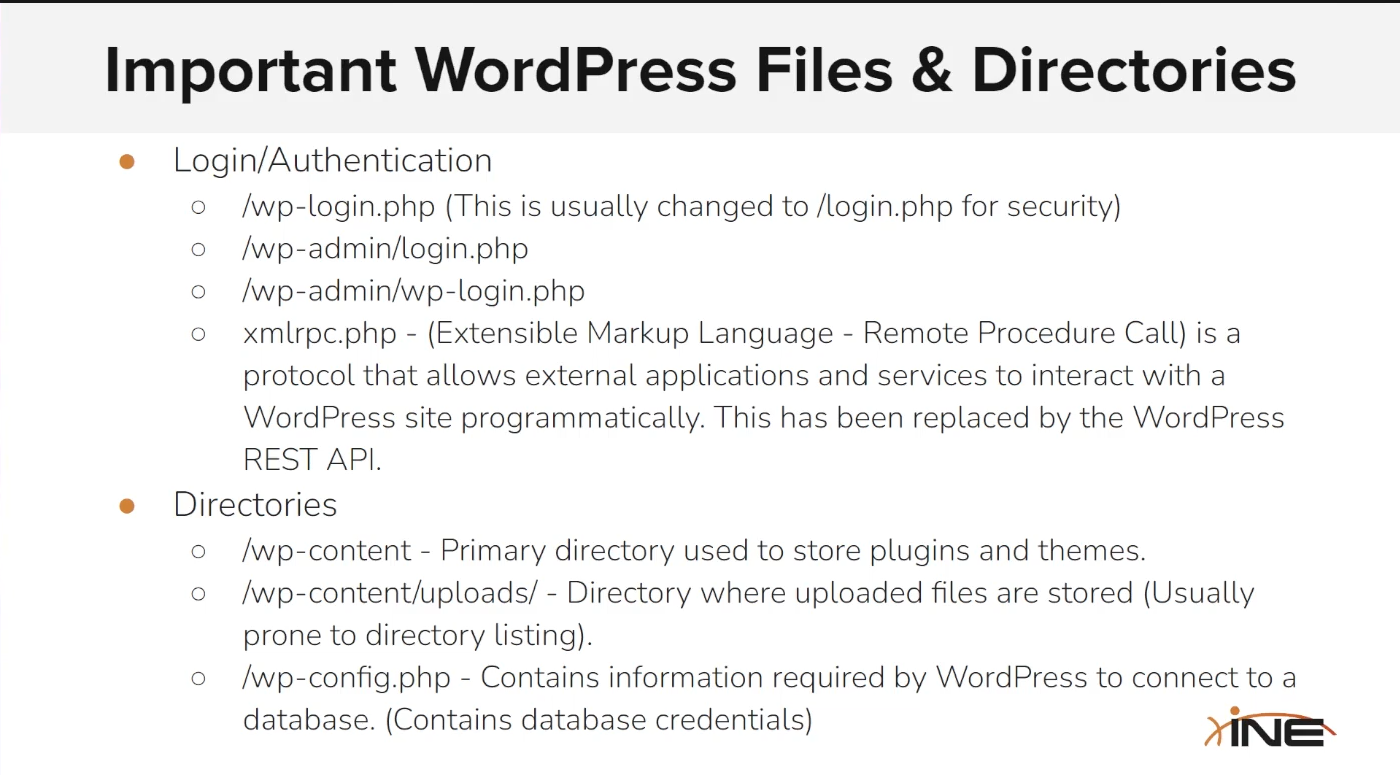 Important WordPress Files & Directories
● Login/Authentication
○ /wp-login.php (This is usually changed to /login.php for security)
○ /wp-admin/login.php
○ /wp-admin/wp-login.php
○ xmlrpc.php - (Extensible Markup Language - Remote Procedure Call) is a
protocol that allows external applications and services to interact with a
WordPress site programmatically. This has been replaced by the WordPress
REST API.
● Directories
○ /wp-content - Primary directory used to store plugins and themes.
○ /wp-content/uploads/ - Directory where uploaded files are stored (Usually
prone to directory listing).
○ /wp-config.php - Contains information required by WordPress to connect to a
database. (Contains database credentials)
INE